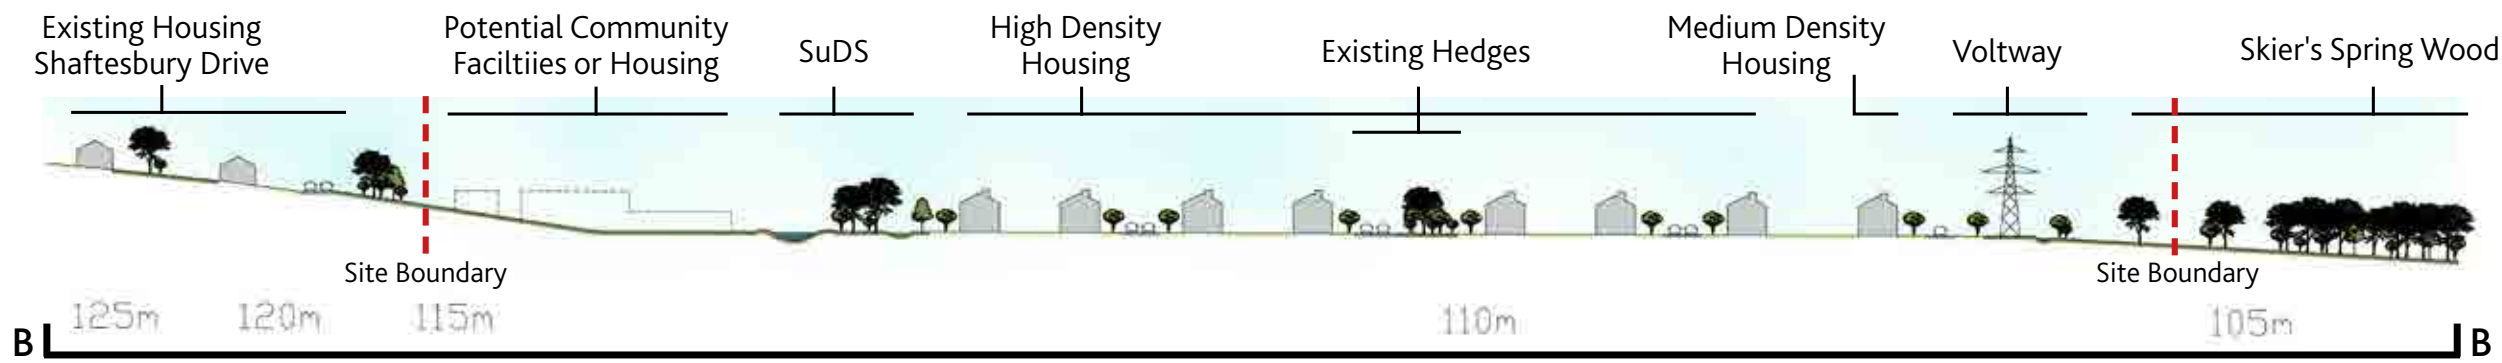 Existing Housing
Shaftesbury Drive
Potential Community
Faciltiies or Housing
SuDS
High Density
Housing
Existing Hedges
Medium Density
Housing
Voltway
Skier's Spring Wood
Site Boundary
Site Boundary
125m
120m
115m
110m
105m
B
B